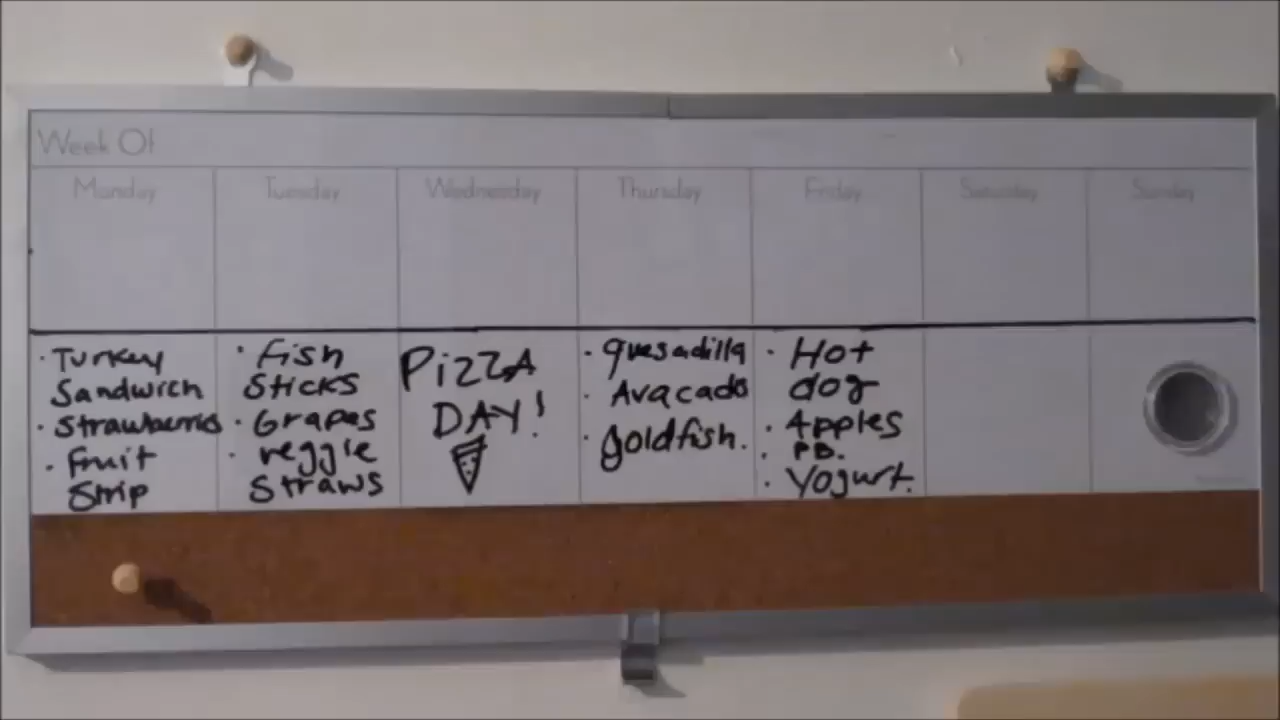 Week Of
Monday Tuesday Wednesday Thursday Friday Saturday Sunday
· Turkey
Sandwich
· Strawberries
· Fruit
Strip
· Fish
Sticks
· Grapes
· Veggie
Straws
PIZZA
DAY!
· Quesadilla
· Avacado
· Goldfish.
· Hot
dog
· Apples
· PB.
· Yogurt.